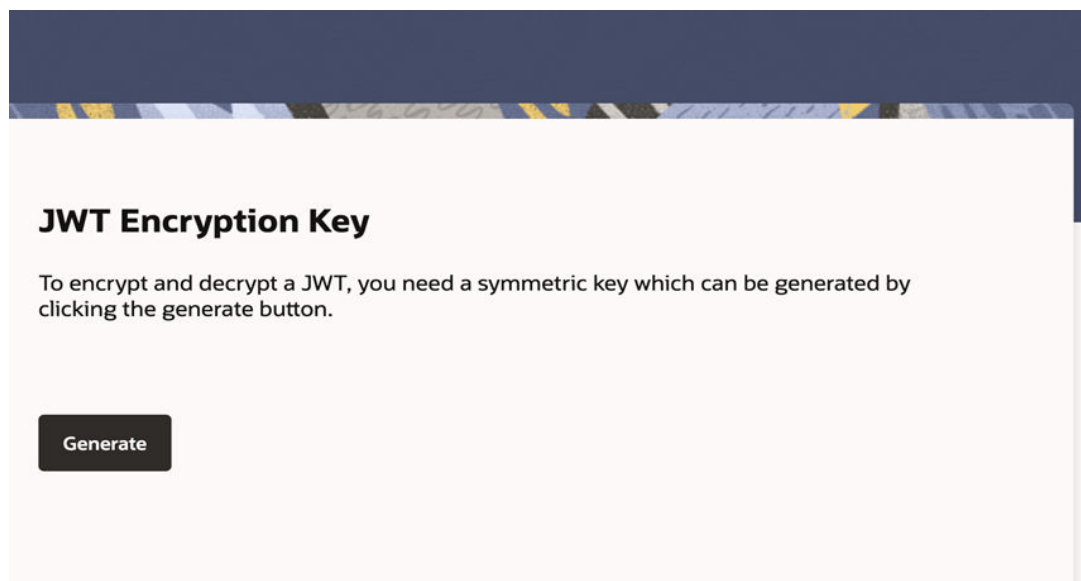 JWT Encryption Key
To encrypt and decrypt a JWT, you need a symmetric key which can be generated by
clicking the generate button.
Generate